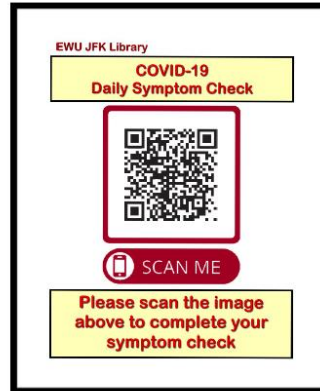 EWU JFK Library
COVID-19
Daily Symptom Check
SCAN ME
Please scan the image
above to complete your
symptom check